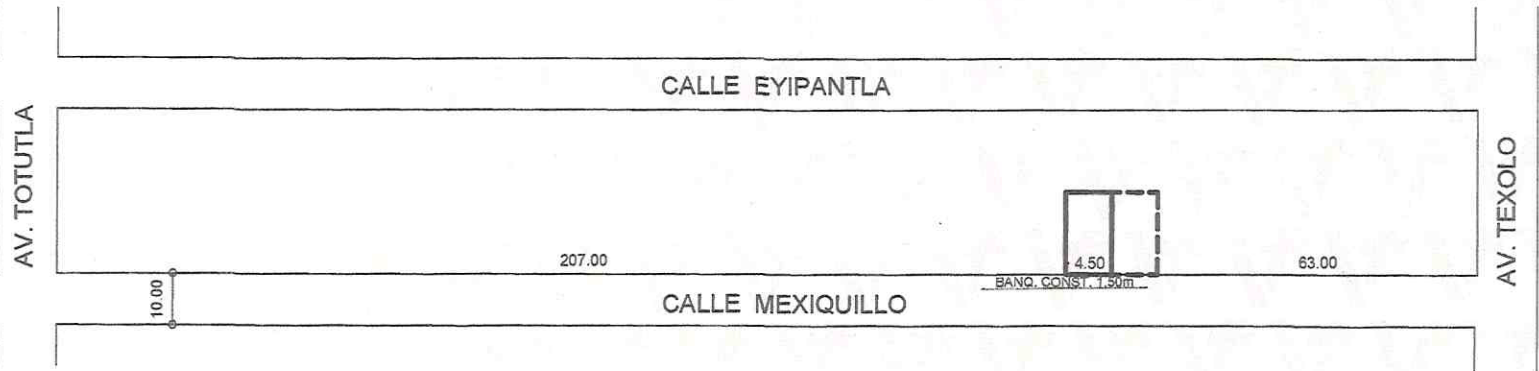 CALLE EYIPANTLA
AV. TOTUTLA
AV. TEXOLO
207.00
4.50
63.00
BANQ. CONST. 1.50m
10.00
CALLE MEXIQUILLO